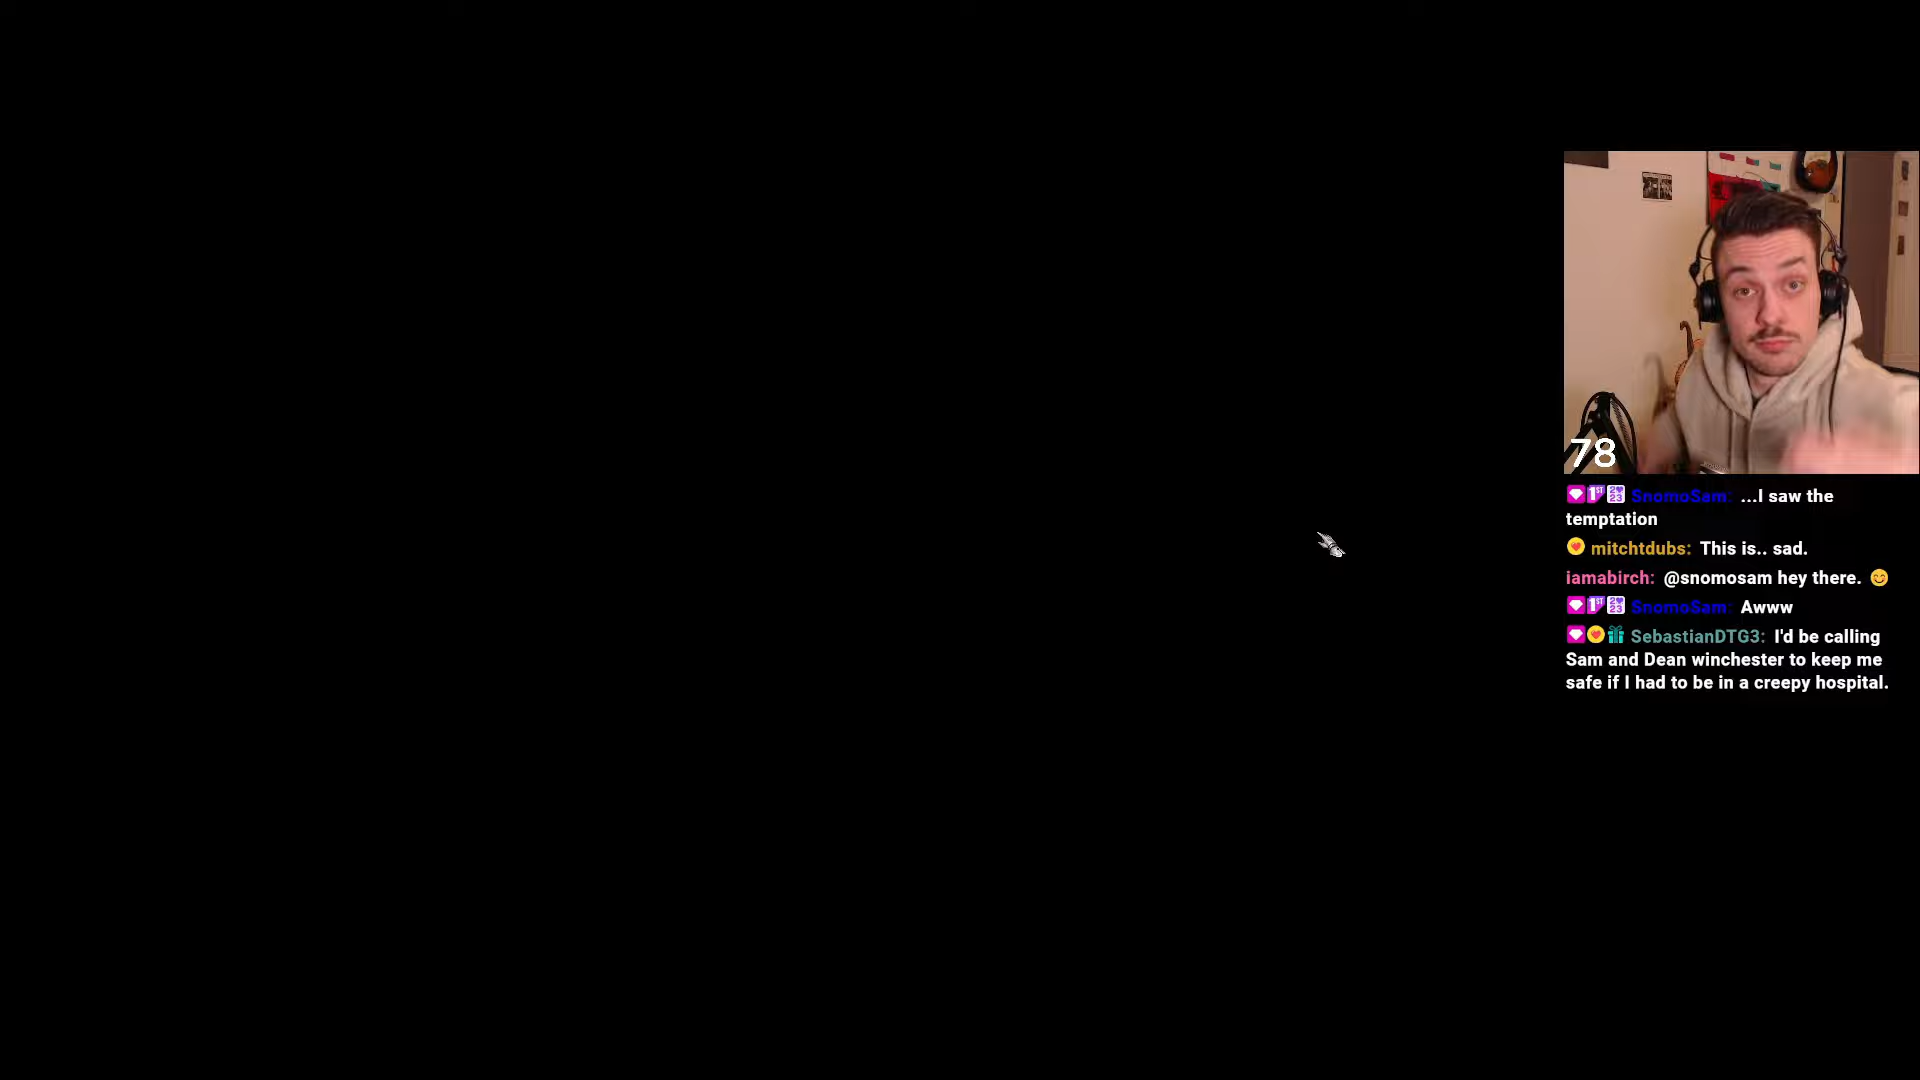 78
SnomoSam: ...I saw the
temptation
mitchtdubs: This is.. sad.
iamabirch: @snomosam hey there. 😊
SnomoSam: Awww
SebastianDTG3: I'd be calling
Sam and Dean winchester to keep me
safe if I had to be in a creepy hospital.